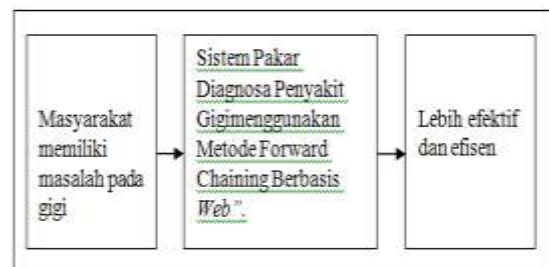 Masyarakat
memiliki
masalah pada
gigi
Sistem Pakar
Diagnosa Penyakit
Gigimenggunakan
Metode Forward
Chaining Berbasis
Web”.
Lebih efektif
dan efisen